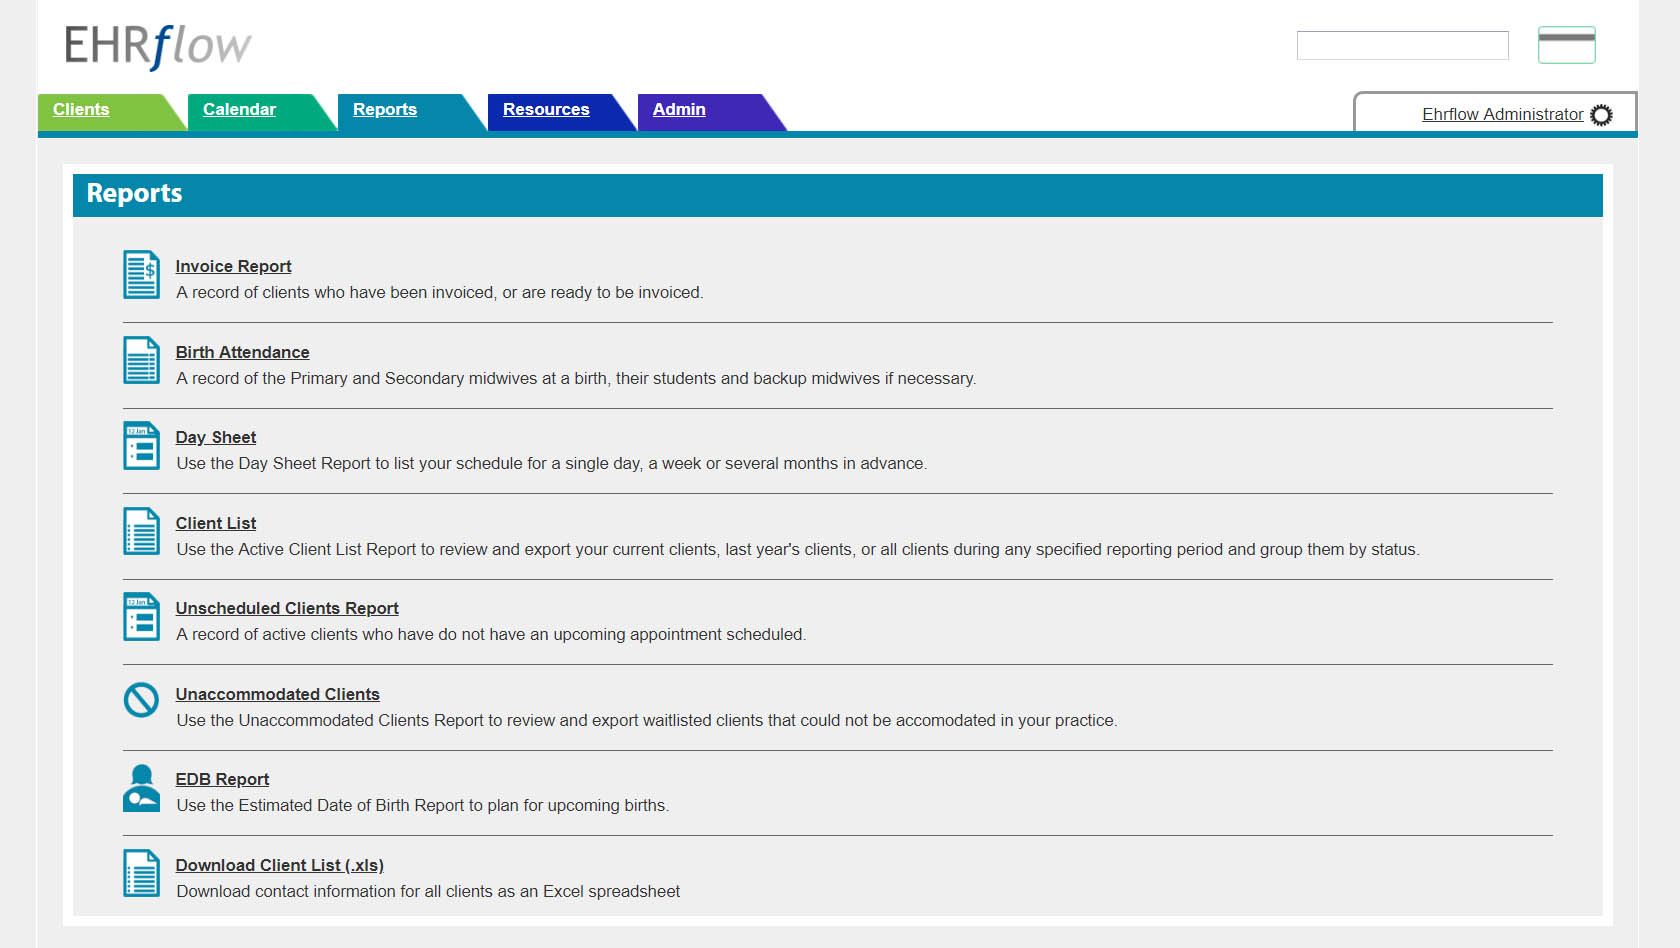 EHRflow
Clients
Calendar
Reports
Resources
Admin
Ehrflow Administrator
Reports
Invoice Report
A record of clients who have been invoiced, or are ready to be invoiced.
Birth Attendance
A record of the Primary and Secondary midwives at a birth, their students and backup midwives if necessary.
12 Jan
Day Sheet
Use the Day Sheet Report to list your schedule for a single day, a week or several months in advance.
Client List
Use the Active Client List Report to review and export your current clients, last year's clients, or all clients during any specified reporting period and group them by status.
12 Jan
Unscheduled Clients Report
A record of active clients who have do not have an upcoming appointment scheduled.
Unaccommodated Clients
Use the Unaccommodated Clients Report to review and export waitlisted clients that could not be accomodated in your practice.
EDB Report
Use the Estimated Date of Birth Report to plan for upcoming births.
Download Client List (.xls)
Download contact information for all clients as an Excel spreadsheet